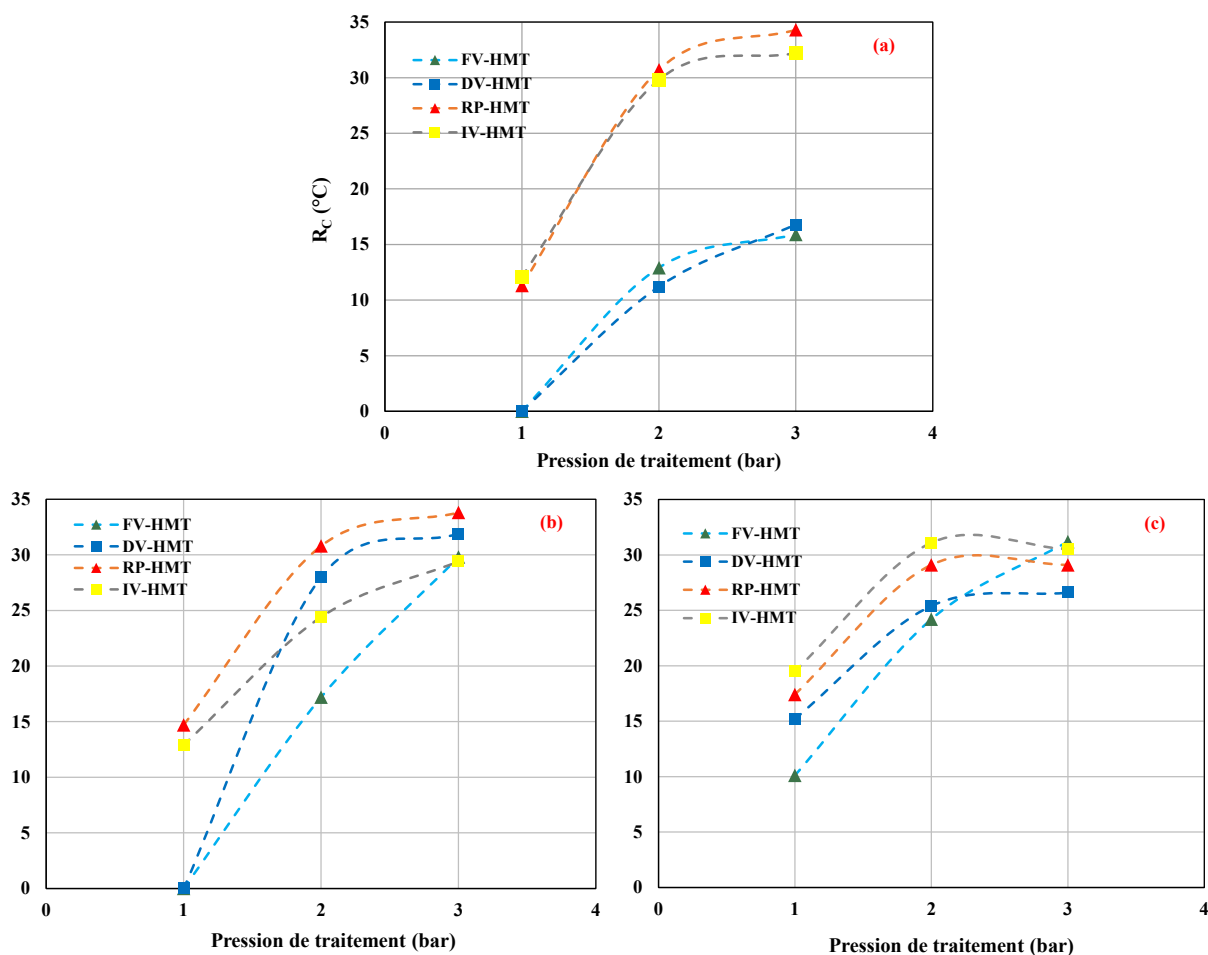 35
30
25
20
15
10
5
0
R_C (°C)
FV-HMT
DV-HMT
RP-HMT
IV-HMT
(a)
0 1 2 3 4
Pression de traitement (bar)
35
30
25
20
15
10
5
0
FV-HMT
DV-HMT
RP-HMT
IV-HMT
(b)
0 1 2 3 4
Pression de traitement (bar)
35
30
25
20
15
10
5
0
FV-HMT
DV-HMT
RP-HMT
IV-HMT
(c)
0 1 2 3 4
Pression de traitement (bar)